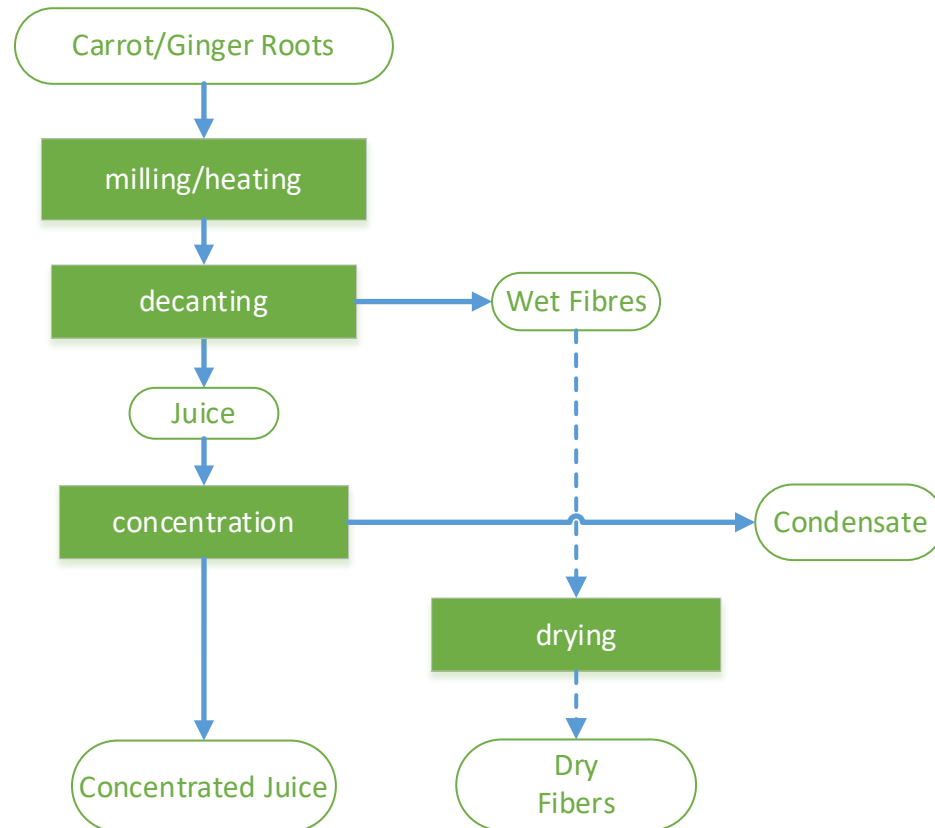 Carrot/Ginger Roots
milling/heating
decanting
Wet Fibres
Juice
concentration
Condensate
drying
Concentrated Juice
Dry
Fibers